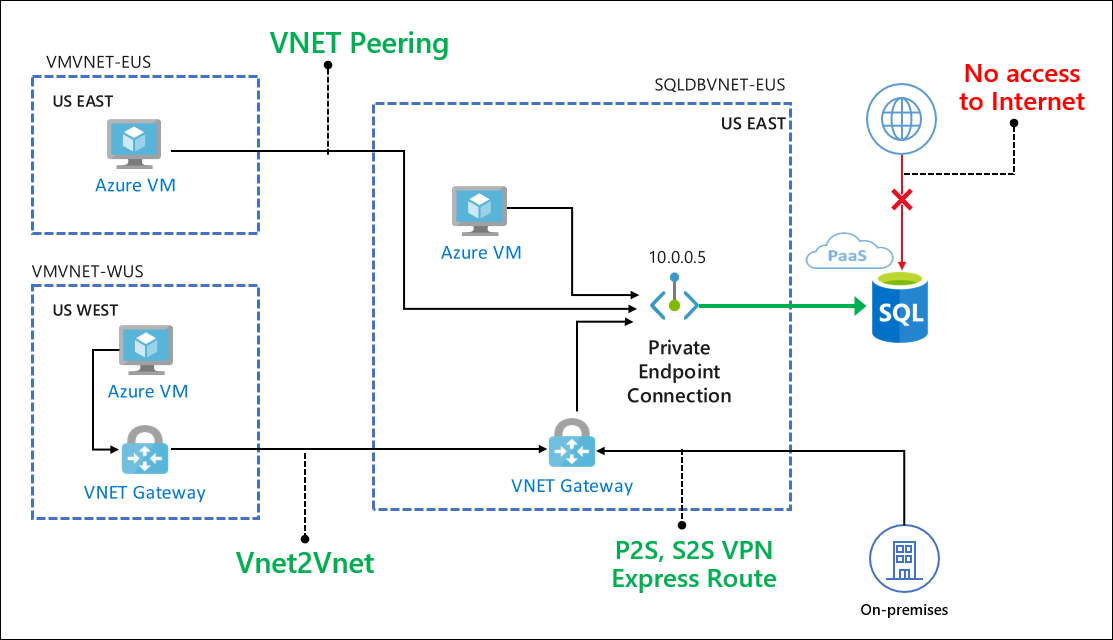 VNET Peering
VMVNET-EUS
US EAST
Azure VM
SQLDBVNET-EUS
US EAST
No access
to Internet
Azure VM
10.0.0.5
PaaS
SQL
Private
Endpoint
Connection
VMVNET-WUS
US WEST
Azure VM
VNET Gateway
VNET Gateway
Vnet2Vnet
P2S, S2S VPN
Express Route
On-premises